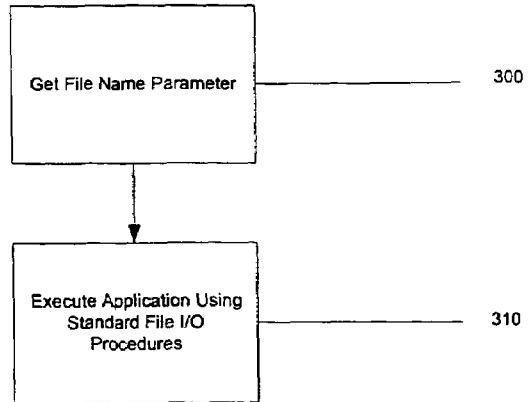 Get File Name Parameter
300
Execute Application Using
Standard File I/O
Procedures
310